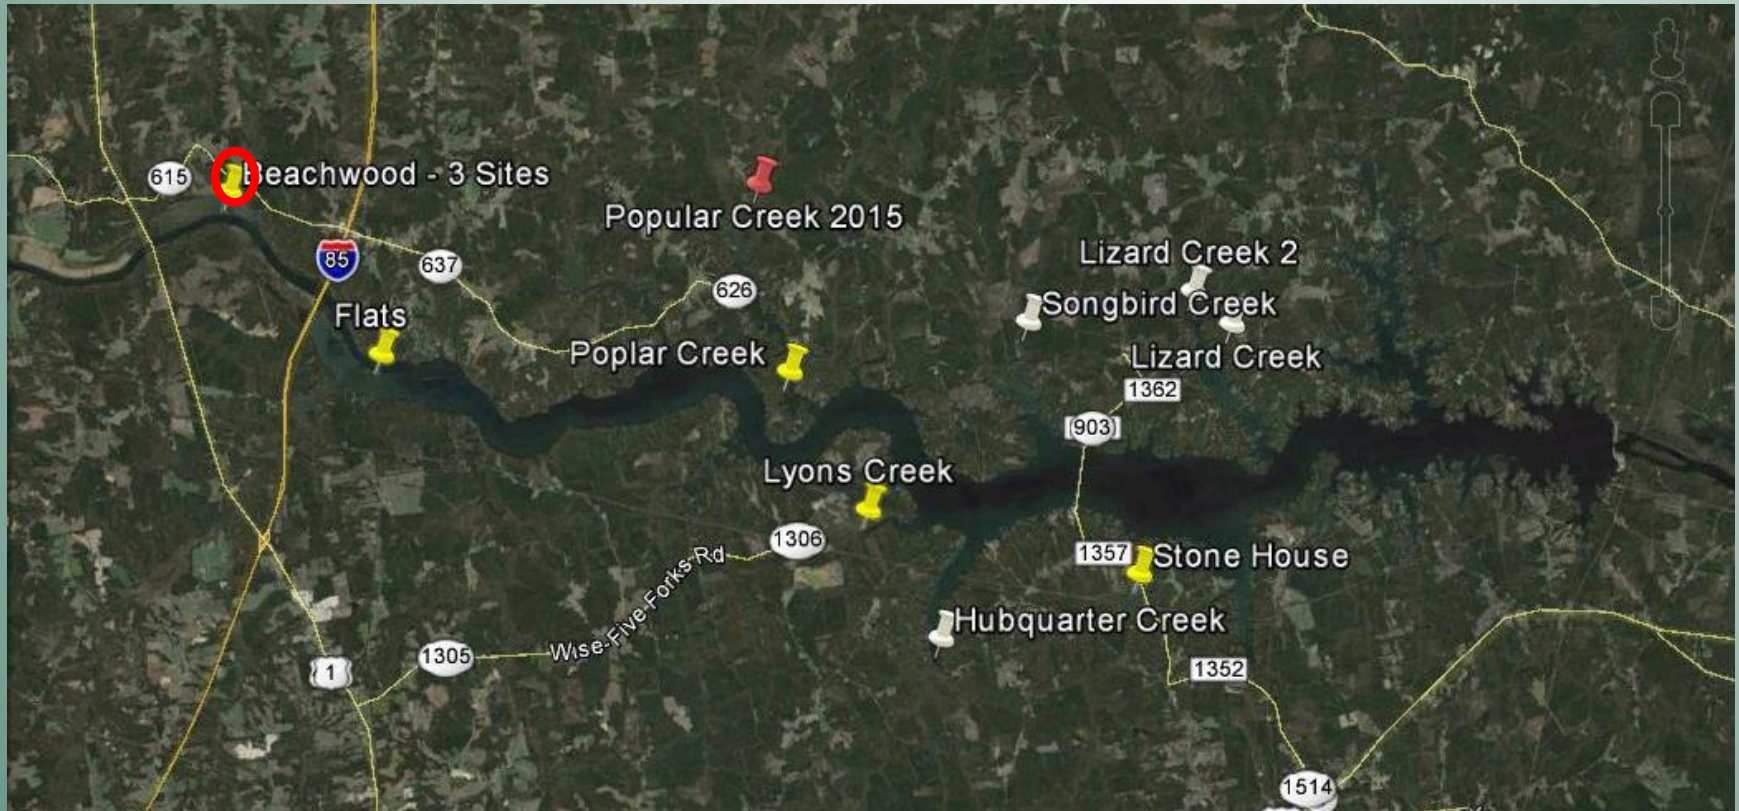 615
Beachwood - 3 Sites
Popular Creek 2015
85
637
626
Lizard Creek 2
Songbird Creek
Flats
Poplar Creek
Lizard Creek
1362
(903)
Lyons Creek
1306
1357
Stone House
Wise-Five-Forks-Rd
Hubquarter Creek
1305
1
1352
1514